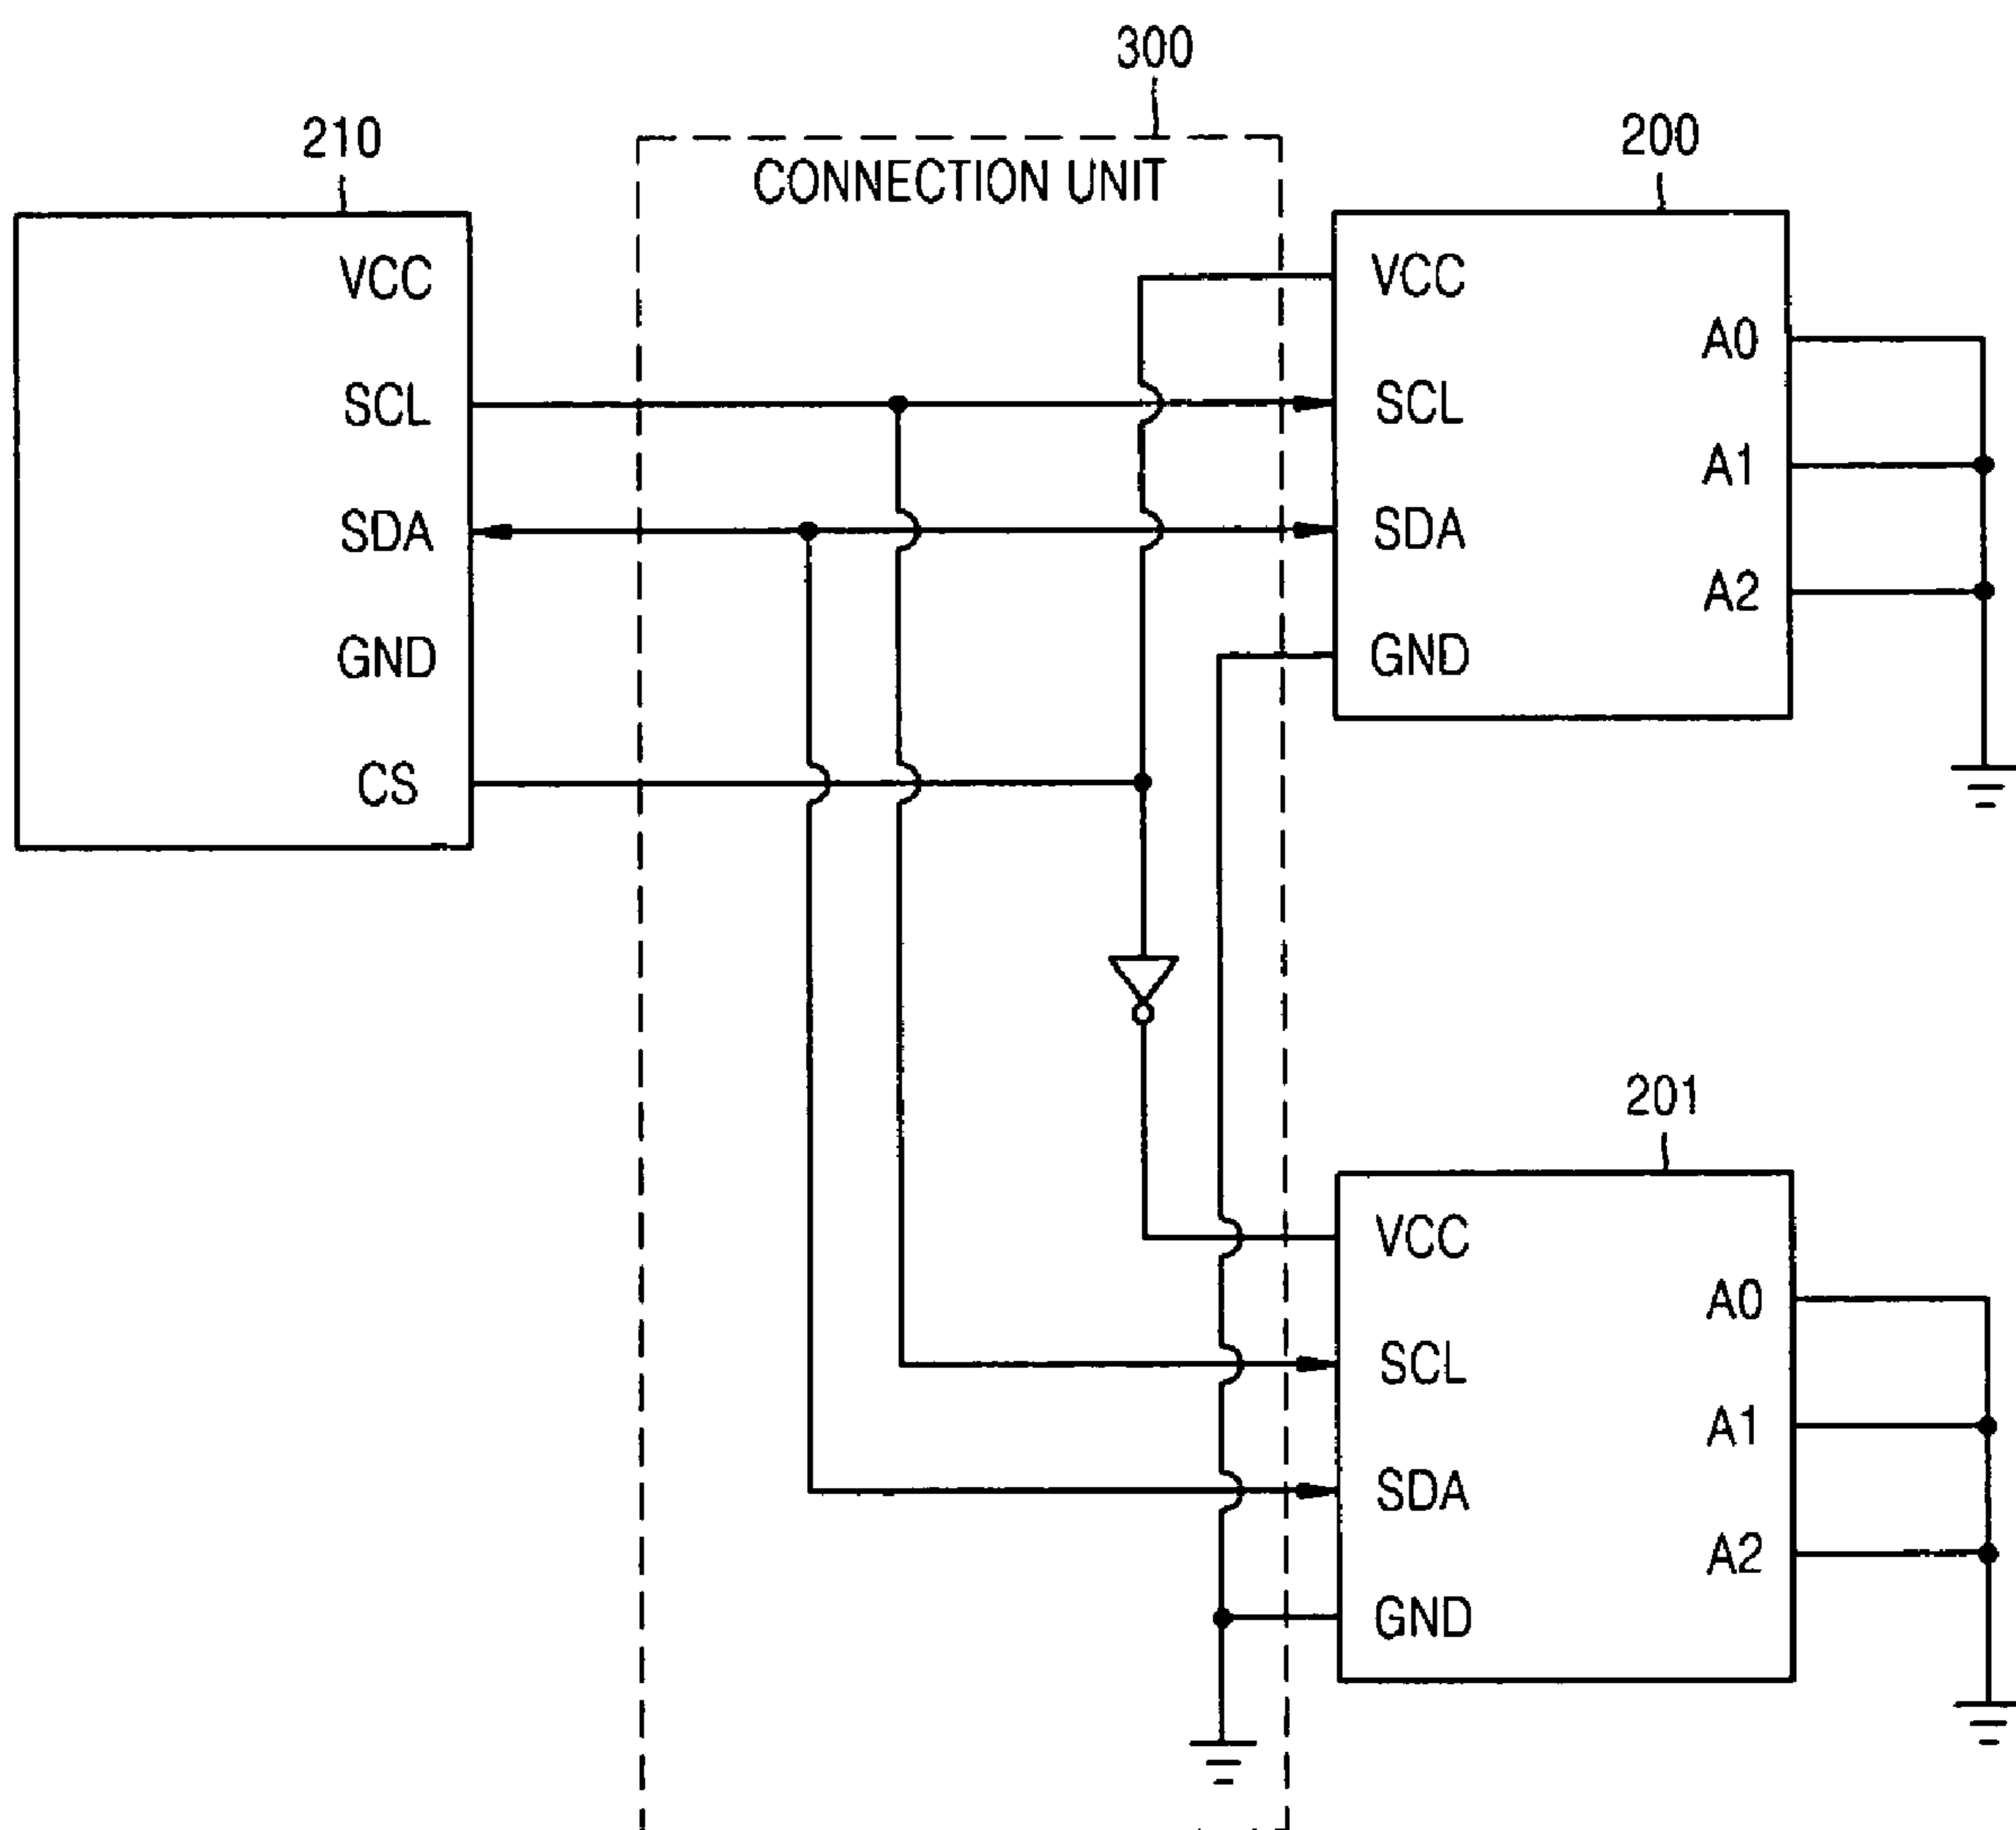 300
210
CONNECTION UNIT
200
VCC
SCL
SDA
GND
CS
VCC
SCL
SDA
GND
A0
A1
A2
201
VCC
SCL
SDA
GND
A0
A1
A2